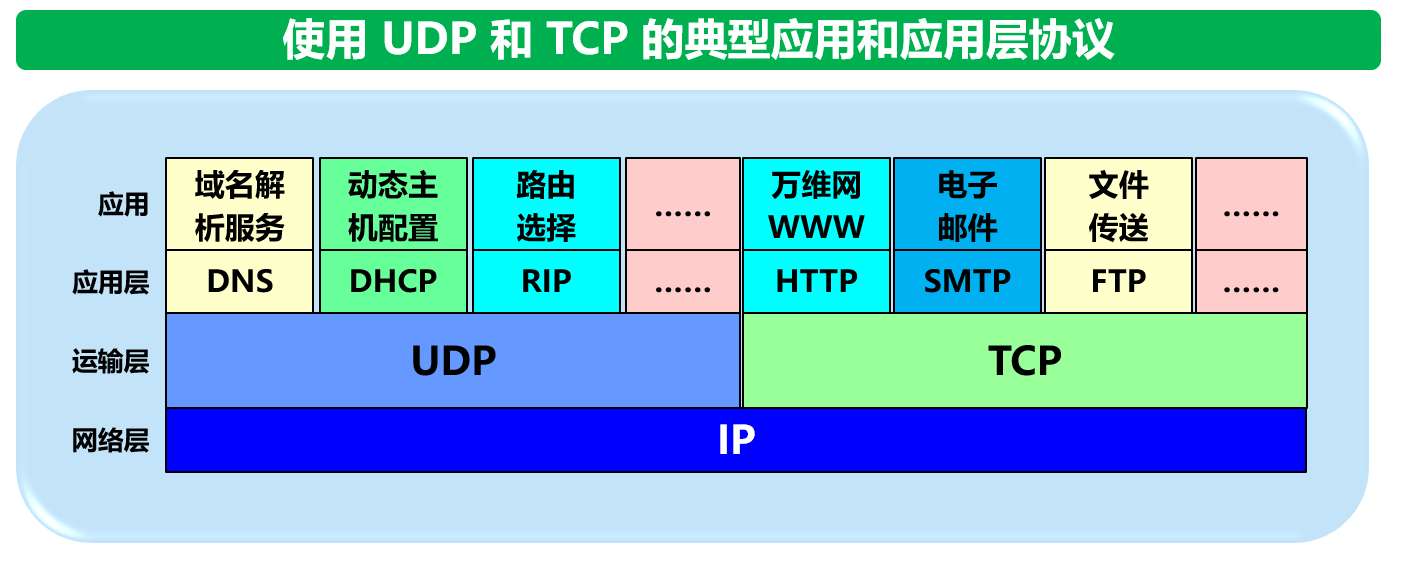 使用 UDP 和 TCP 的典型应用和应用层协议
应用
域名解
析服务
动态主
机配置
路由
选择
……
万维网
WWW
电子
邮件
文件
传送
……
应用层
DNS
DHCP
RIP
……
HTTP
SMTP
FTP
……
运输层
UDP
TCP
网络层
IP